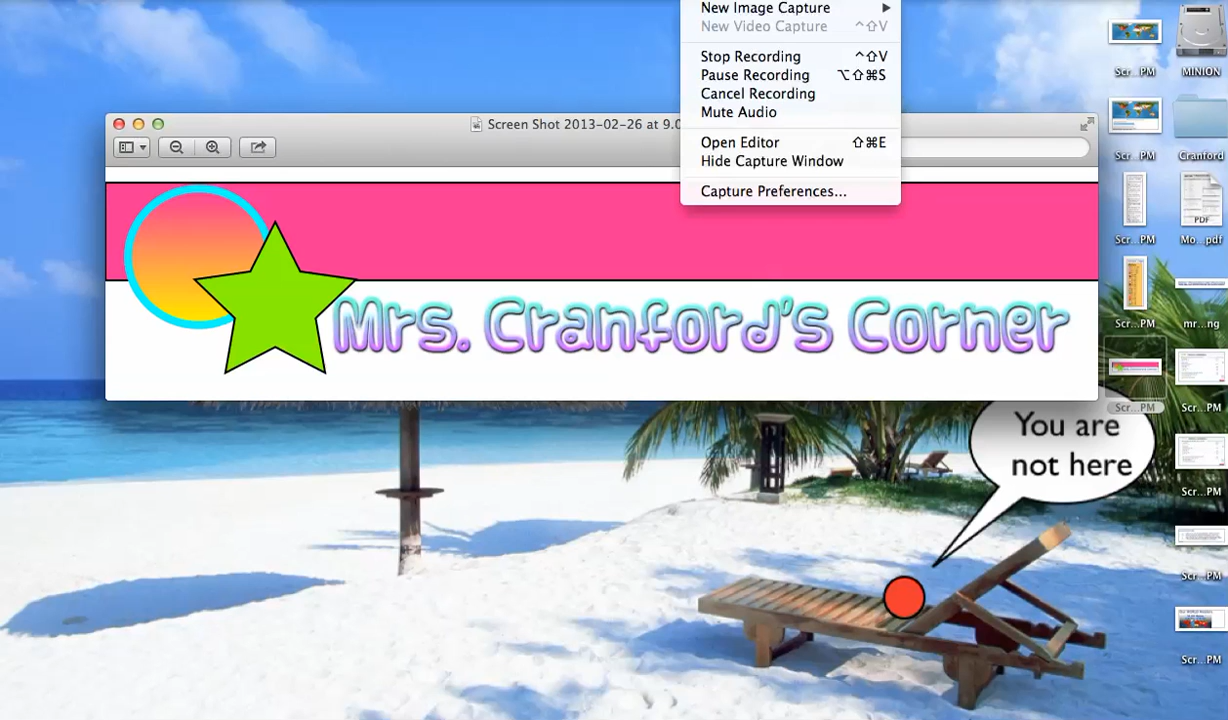 New Image Capture ▶
New Video Capture ^⇧V
Stop Recording ^⇧V
Pause Recording ⌥⇧⌘S
Cancel Recording
Mute Audio
Open Editor ⇧⌘E
Hide Capture Window
Capture Preferences...
Screen Shot 2013-02-26 at 9.0
Mrs. Cranford's Corner
You are
not here
Scr...PM
MINION
Scr...PM
Cranford
PDF
Scr...PM
Mo...pdf
Scr...PM
mr...ng
Scr...PM
Scr...PM
Scr...PM
Scr...PM
Scr...PM